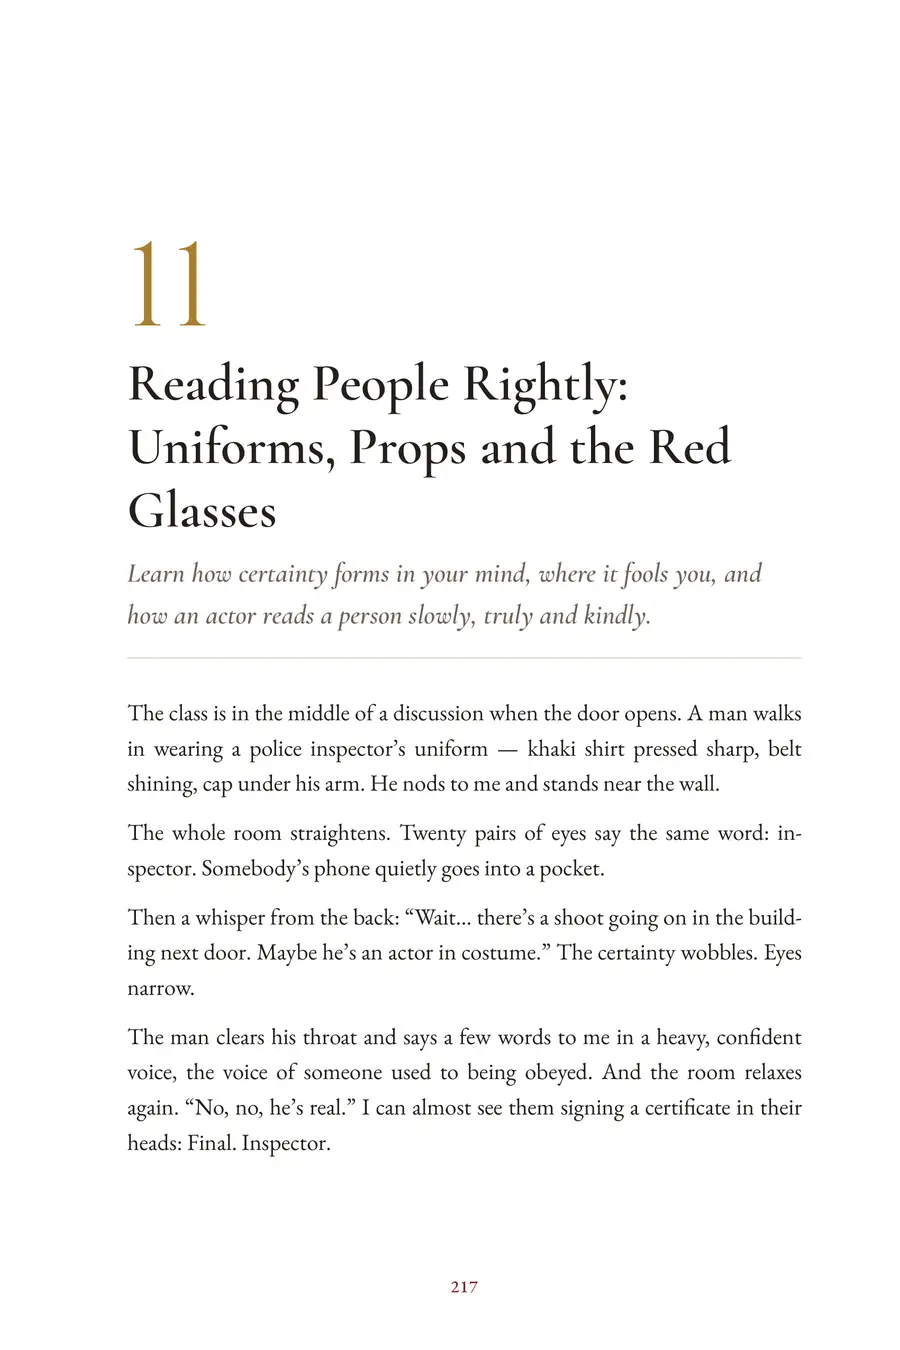 11
Reading People Rightly:
Uniforms, Props and the Red
Glasses
Learn how certainty forms in your mind, where it fools you, and
how an actor reads a person slowly, truly and kindly.
The class is in the middle of a discussion when the door opens. A man walks
in wearing a police inspector’s uniform — khaki shirt pressed sharp, belt
shining, cap under his arm. He nods to me and stands near the wall.
The whole room straightens. Twenty pairs of eyes say the same word: in-
spector. Somebody’s phone quietly goes into a pocket.
Then a whisper from the back: “Wait... there’s a shoot going on in the build-
ing next door. Maybe he’s an actor in costume.” The certainty wobbles. Eyes
narrow.
The man clears his throat and says a few words to me in a heavy, confident
voice, the voice of someone used to being obeyed. And the room relaxes
again. “No, no, he’s real.” I can almost see them signing a certificate in their
heads: Final. Inspector.
217